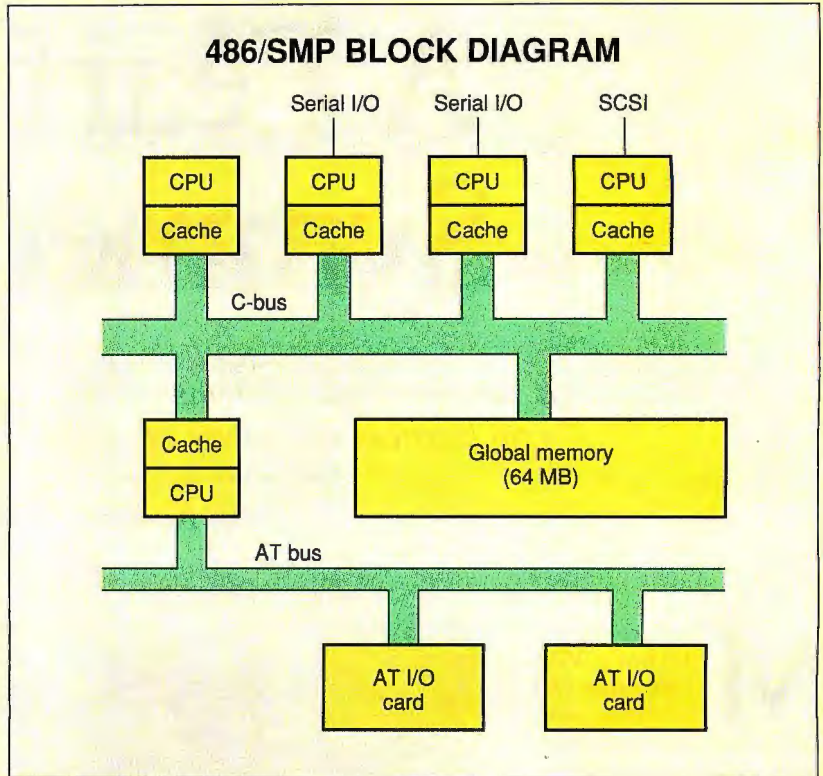 486/SMP BLOCK DIAGRAM
Serial I/O Serial I/O SCSI
CPU CPU CPU CPU
Cache Cache Cache Cache
C-bus
Cache
CPU
Global memory
(64 MB)
AT bus
AT I/O
card
AT I/O
card